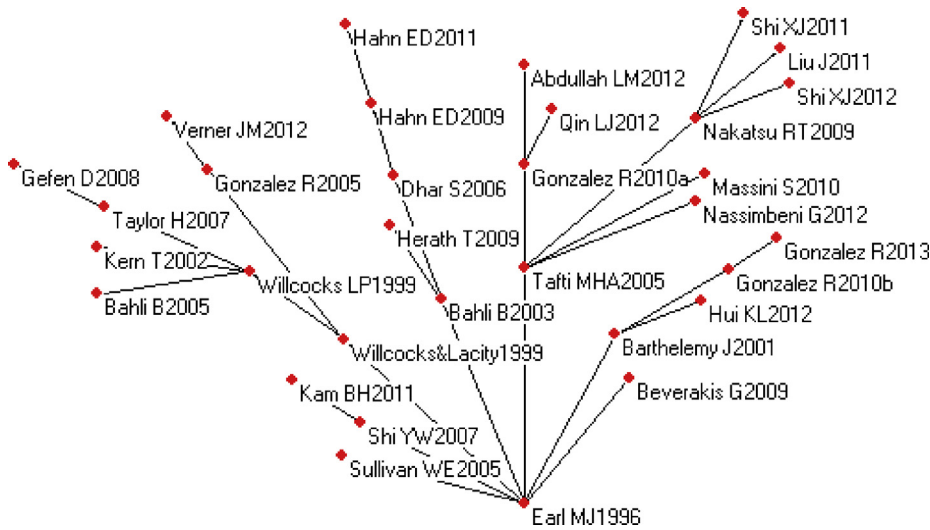 Shi XJ2011
Hahn ED2011
Liu J2011
Abdullah LM2012
Shi XJ2012
Hahn ED2009
Qin LJ2012
Verner JM2012
Nakatsu RT2009
Gefen D2008
Gonzalez R2005
Dhar S2006
Gonzalez R2010a
Massini S2010
Taylor H2007
Nassimbeni G2012
Herath T2009
Kern T2002
Gonzalez R2013
Willcocks LP1999
Tafti MHA2005
Gonzalez R2010b
Bahli B2005
Bahli B2003
Hui KL2012
Willcocks&Lacity1999
Barthelemy J2001
Kam BH2011
Beverakis G2009
Shi YW2007
Sullivan WE2005
Earl MJ1996